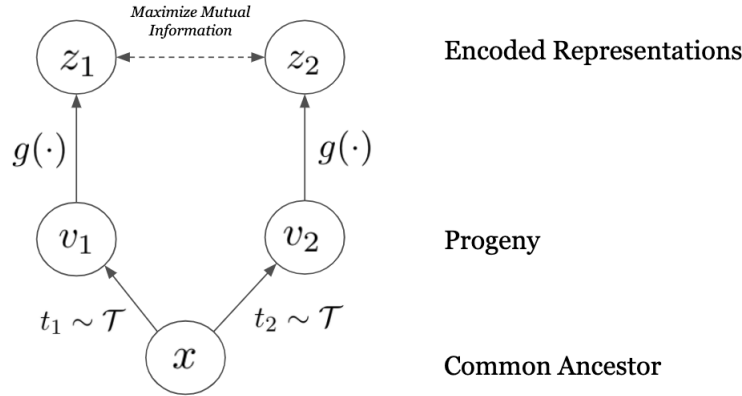 Maximize Mutual
Information
z₁ z₂ Encoded Representations
g(·) g(·)
v₁ v₂ Progeny
t₁ ∼ 𝒯 t₂ ∼ 𝒯
x Common Ancestor